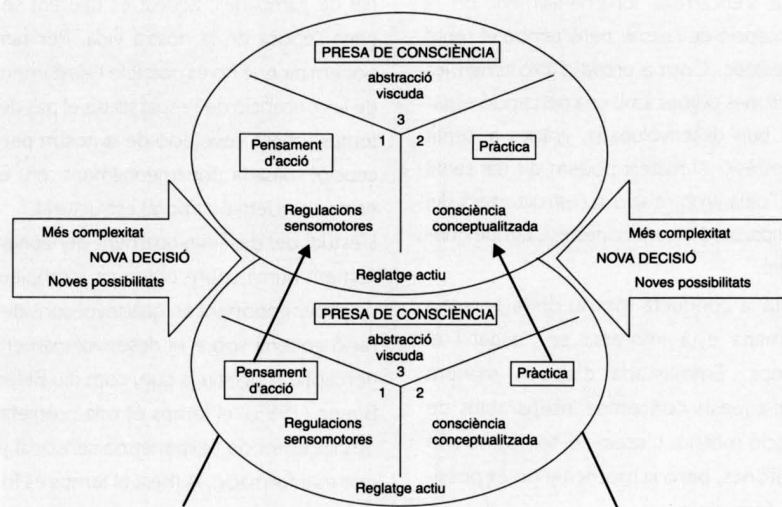 PRESA DE CONSCIÈNCIA
abstracció
viscuda
3
1 2
Pensament
d'acció
Pràctica
Regulacions
sensomotores
consciència
conceptualitzada
Més complexitat
NOVA DECISIÓ
Noves possibilitats
Més complexitat
NOVA DECISIÓ
Noves possibilitats
Reglatge actiu
PRESA DE CONSCIÈNCIA
abstracció
viscuda
3
1 2
Pensament
d'acció
Pràctica
Regulacions
sensomotores
consciència
conceptualitzada
Reglatge actiu